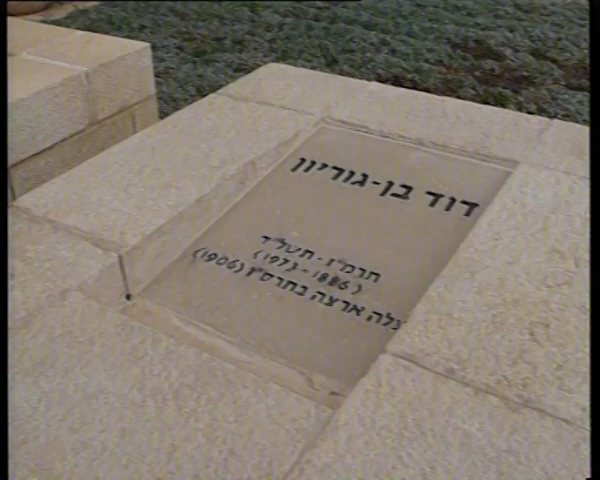 דוד בן-גוריון
תרמ"ז - תשל"ד
(1886 - 1973)
עלה ארצה בתרס"ו (1906)